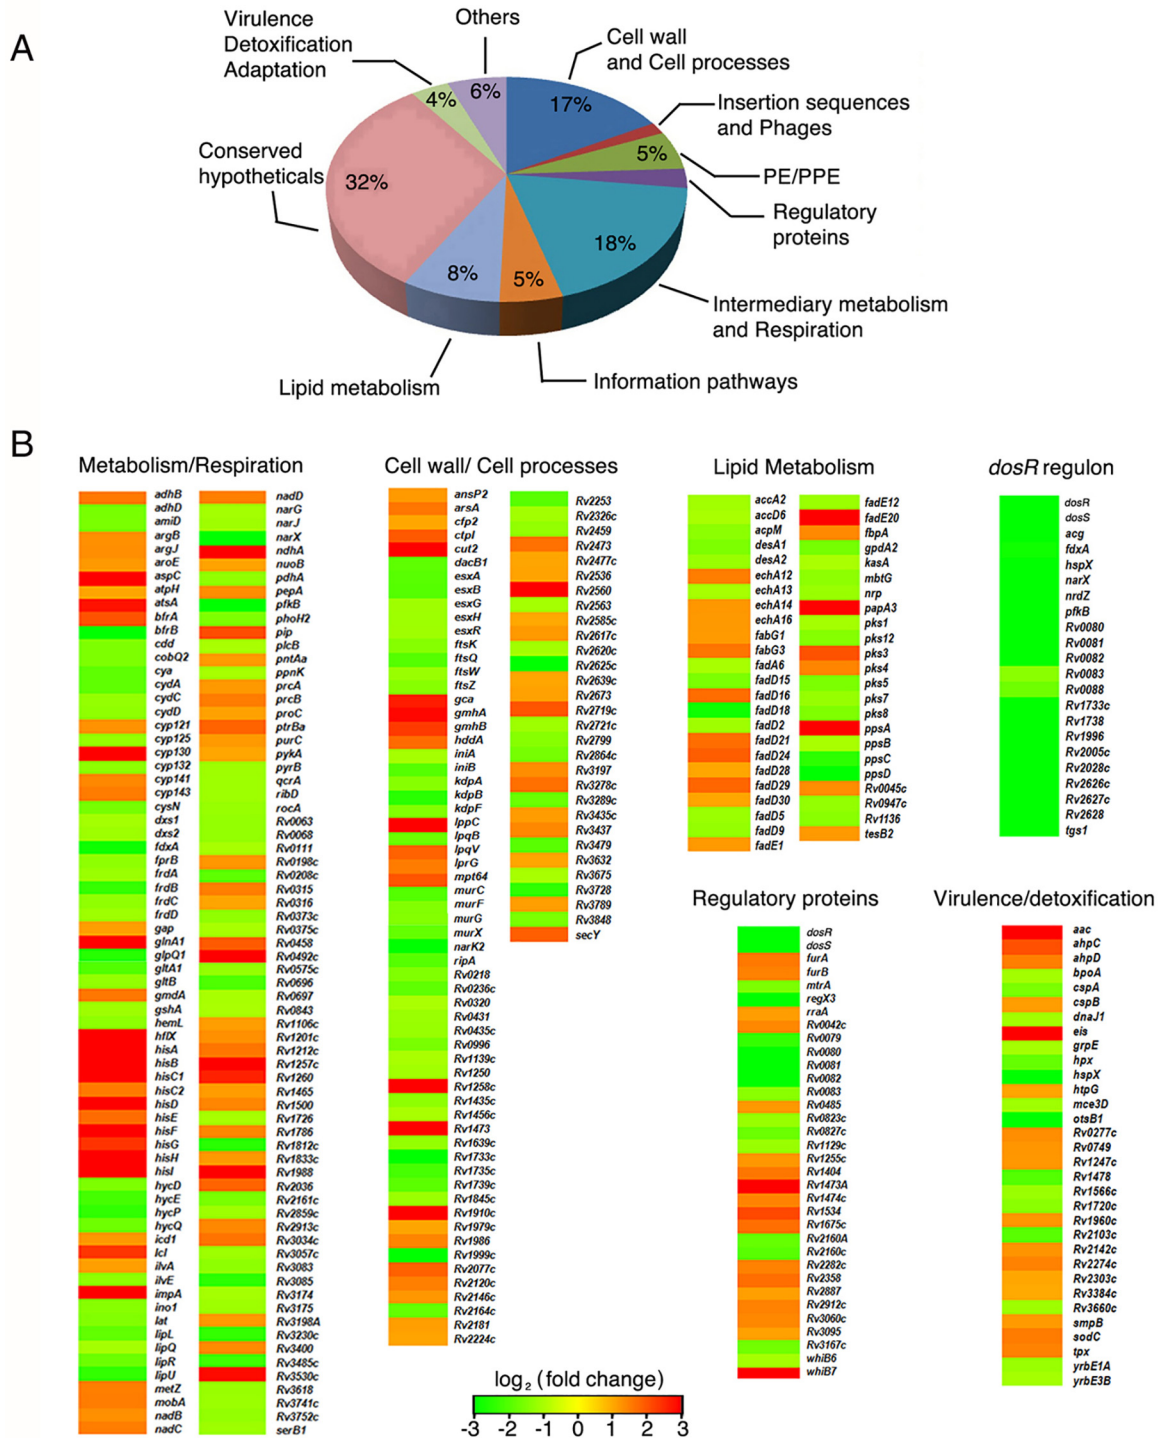 A
Virulence
Detoxification
Adaptation
Others
Cell wall
and Cell processes
Insertion sequences
and Phages
PE/PPE
Regulatory
proteins
Intermediary metabolism
and Respiration
Information pathways
Lipid metabolism
Conserved
hypotheticals
4%
6%
17%
5%
18%
5%
8%
32%
B
Metabolism/Respiration
adhB
adhD
amiD
argB
argJ
aroE
aspC
atpH
atsA
bfrA
bfrB
cdd
cobQ2
cya
cydA
cydC
cydD
cyp121
cyp125
cyp130
cyp132
cyp141
cyp143
cysN
dxs1
dxs2
fdxA
fprB
frdA
frdB
frdC
frdD
gap
glnA1
glpQ1
gltA1
gltB
gmdA
gshA
hemL
hflX
hisA
hisB
hisC1
hisC2
hisD
hisE
hisF
hisG
hisH
hisI
hycD
hycE
hycP
hycQ
icd1
lcl
ilvA
ilvE
impA
ino1
lat
lipL
lipQ
lipR
lipU
metZ
mobA
nadB
nadC
nadD
narG
narJ
narX
ndhA
nuoB
pdhA
pepA
pfkB
phoH2
pip
plcB
pntAa
ppnK
prcA
prcB
proC
ptrBa
purC
pykA
pyrB
qcrA
ribD
rocA
Rv0063
Rv0068
Rv0111
Rv0198c
Rv0208c
Rv0315
Rv0316
Rv0373c
Rv0375c
Rv0458
Rv0492c
Rv0575c
Rv0696
Rv0697
Rv0843
Rv1106c
Rv1201c
Rv1212c
Rv1257c
Rv1260
Rv1465
Rv1500
Rv1726
Rv1786
Rv1812c
Rv1833c
Rv1988
Rv2036
Rv2161c
Rv2859c
Rv2913c
Rv3034c
Rv3057c
Rv3083
Rv3085
Rv3174
Rv3175
Rv3198A
Rv3230c
Rv3400
Rv3485c
Rv3530c
Rv3618
Rv3741c
Rv3752c
serB1
Cell wall/ Cell processes
ansP2
arsA
cfp2
ctpI
cut2
dacB1
esxA
esxB
esxG
esxH
esxR
ftsK
ftsQ
ftsW
ftsZ
gca
gmhA
gmhB
hddA
iniA
iniB
kdpA
kdpB
kdpF
lppC
lpqB
lpqV
lprG
mpt64
murC
murF
murG
murX
narK2
ripA
Rv0218
Rv0236c
Rv0320
Rv0431
Rv0435c
Rv0996
Rv1139c
Rv1250
Rv1258c
Rv1435c
Rv1456c
Rv1473
Rv1639c
Rv1733c
Rv1735c
Rv1739c
Rv1845c
Rv1910c
Rv1979c
Rv1986
Rv1999c
Rv2077c
Rv2120c
Rv2146c
Rv2164c
Rv2181
Rv2224c
Rv2253
Rv2326c
Rv2459
Rv2473
Rv2477c
Rv2536
Rv2560
Rv2563
Rv2585c
Rv2617c
Rv2620c
Rv2625c
Rv2639c
Rv2673
Rv2719c
Rv2721c
Rv2799
Rv2864c
Rv3197
Rv3278c
Rv3289c
Rv3435c
Rv3437
Rv3479
Rv3632
Rv3675
Rv3728
Rv3789
Rv3848
secY
Lipid Metabolism
accA2
accD6
acpM
desA1
desA2
echA12
echA13
echA14
echA16
fabG1
fabG3
fadA6
fadD15
fadD16
fadD18
fadD2
fadD21
fadD24
fadD28
fadD29
fadD30
fadD5
fadD9
fadE1
fadE12
fadE20
fbpA
gpdA2
kasA
mbtG
nrp
papA3
pks1
pks12
pks3
pks4
pks5
pks7
pks8
ppsA
ppsB
ppsC
ppsD
Rv0045c
Rv0947c
Rv1136
tesB2
dosR regulon
dosR
dosS
acg
fdxA
hspX
narX
nrdZ
pfkB
Rv0080
Rv0081
Rv0082
Rv0083
Rv0088
Rv1733c
Rv1738
Rv1996
Rv2005c
Rv2028c
Rv2626c
Rv2627c
Rv2628
tgs1
Regulatory proteins
dosR
dosS
furA
furB
mtrA
regX3
rraA
Rv0042c
Rv0079
Rv0080
Rv0081
Rv0082
Rv0083
Rv0485
Rv0823c
Rv0827c
Rv1129c
Rv1255c
Rv1404
Rv1473A
Rv1474c
Rv1534
Rv1675c
Rv2160A
Rv2160c
Rv2282c
Rv2358
Rv2887
Rv2912c
Rv3060c
Rv3095
Rv3167c
whiB6
whiB7
Virulence/detoxification
aac
ahpC
ahpD
bpoA
cspA
cspB
dnaJ1
eis
grpE
hpx
hspX
htpG
mce3D
otsB1
Rv0277c
Rv0749
Rv1247c
Rv1478
Rv1566c
Rv1720c
Rv1960c
Rv2103c
Rv2142c
Rv2274c
Rv2303c
Rv3384c
Rv3660c
smpB
sodC
tpx
yrbE1A
yrbE3B
log2 (fold change)
-3 -2 -1 0 1 2 3